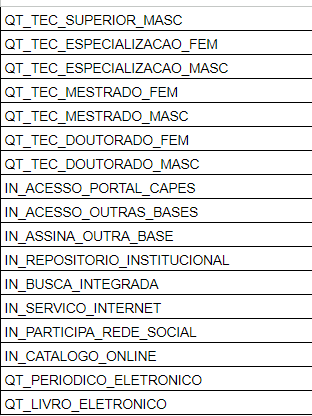 QT_TEC_SUPERIOR_MASC
QT_TEC_ESPECIALIZACAO_FEM
QT_TEC_ESPECIALIZACAO_MASC
QT_TEC_MESTRADO_FEM
QT_TEC_MESTRADO_MASC
QT_TEC_DOUTORADO_FEM
QT_TEC_DOUTORADO_MASC
IN_ACESSO_PORTAL_CAPES
IN_ACESSO_OUTRAS_BASES
IN_ASSINA_OUTRA_BASE
IN_REPOSITORIO_INSTITUCIONAL
IN_BUSCA_INTEGRADA
IN_SERVICO_INTERNET
IN_PARTICIPA_REDE_SOCIAL
IN_CATALOGO_ONLINE
QT_PERIODICO_ELETRONICO
QT_LIVRO_ELETRONICO